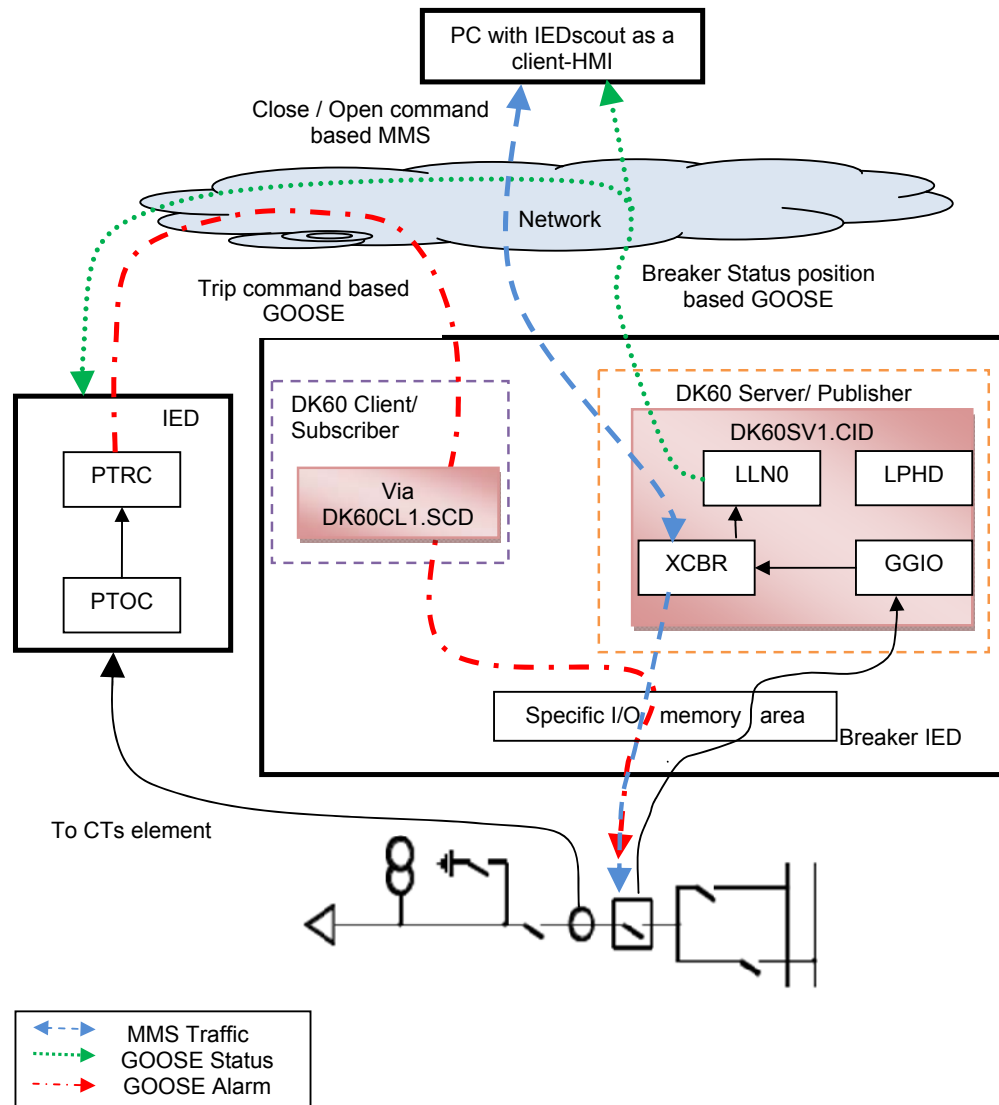 PC with IEDscout as a
client-HMI
Close / Open command
based MMS
Network
Trip command based
GOOSE
Breaker Status position
based GOOSE
IED
PTRC
PTOC
DK60 Client/
Subscriber
Via
DK60CL1.SCD
DK60 Server/ Publisher
DK60SV1.CID
LLN0
LPHD
XCBR
GGIO
Specific I/O memory area
Breaker IED
To CTs element
MMS Traffic
GOOSE Status
GOOSE Alarm